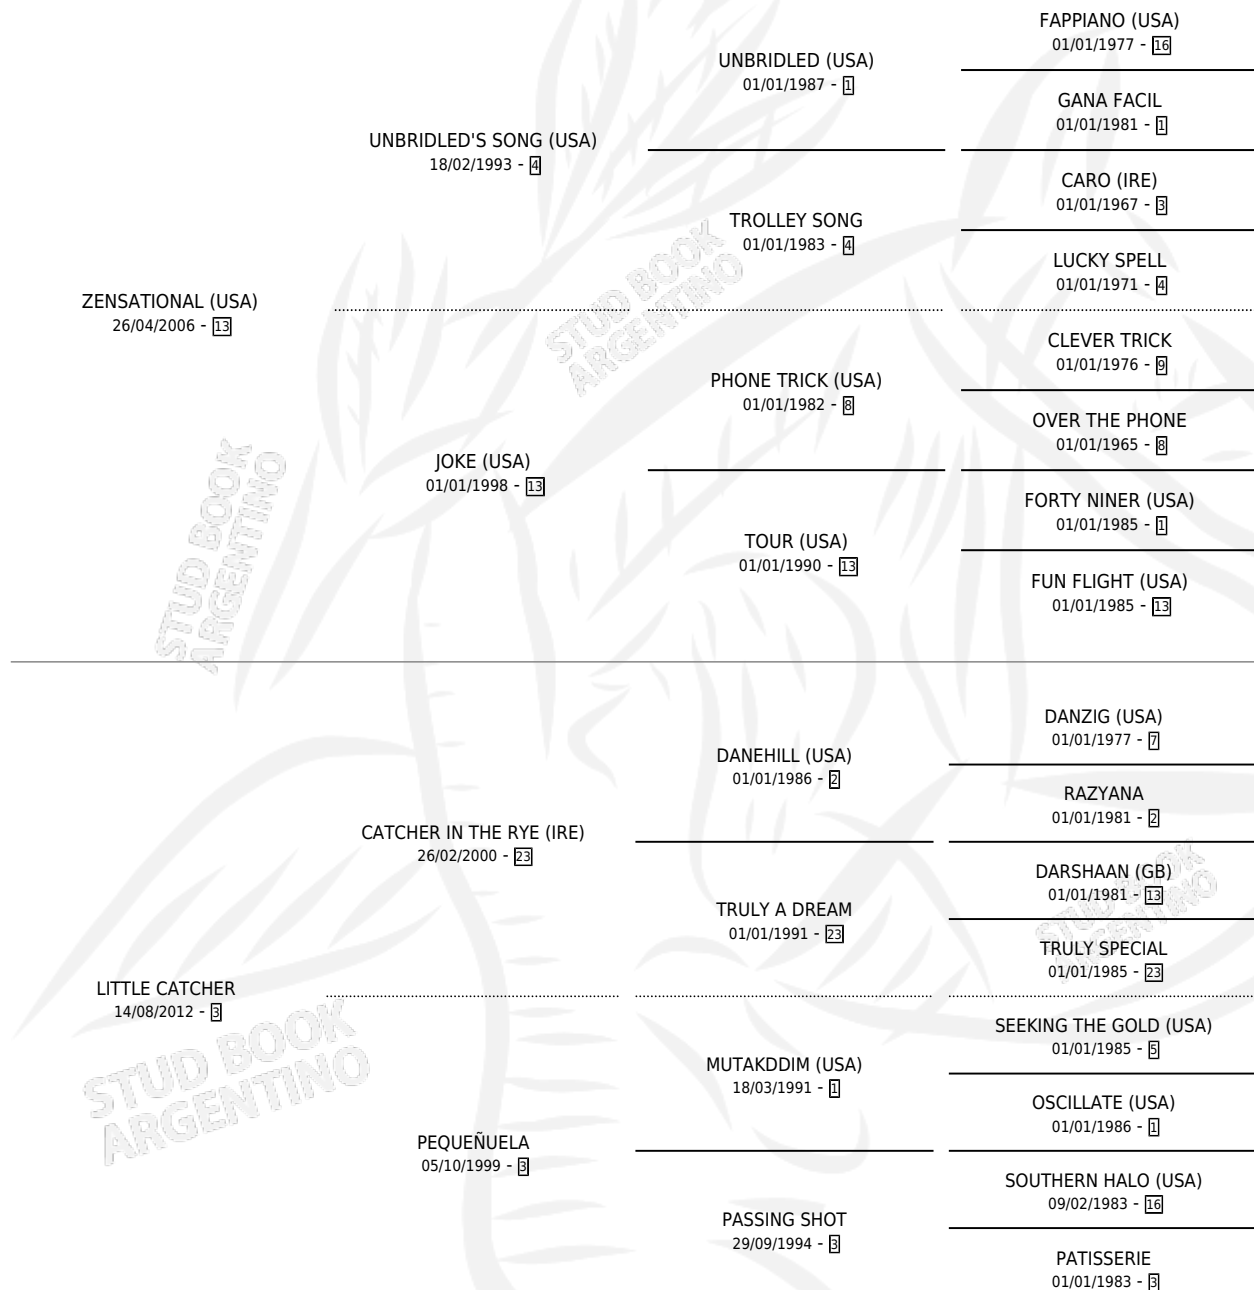 FAPPIANO (USA)
01/01/1977 - 16
UNBRIDLED (USA)
01/01/1987 - 1
GANA FACIL
01/01/1981 - 1
UNBRIDLED'S SONG (USA)
18/02/1993 - 4
CARO (IRE)
01/01/1967 - 3
TROLLEY SONG
01/01/1983 - 4
LUCKY SPELL
01/01/1971 - 4
ZENSATIONAL (USA)
26/04/2006 - 13
CLEVER TRICK
01/01/1976 - 9
PHONE TRICK (USA)
01/01/1982 - 8
OVER THE PHONE
01/01/1965 - 8
JOKE (USA)
01/01/1998 - 13
FORTY NINER (USA)
01/01/1985 - 1
TOUR (USA)
01/01/1990 - 13
FUN FLIGHT (USA)
01/01/1985 - 13
STUD BOOK
ARGENTINO
STUD BOOK
ARGENTINO
DANZIG (USA)
01/01/1977 - 7
DANEHILL (USA)
01/01/1986 - 2
RAZYANA
01/01/1981 - 2
CATCHER IN THE RYE (IRE)
26/02/2000 - 23
DARSHAAN (GB)
01/01/1981 - 13
TRULY A DREAM
01/01/1991 - 23
TRULY SPECIAL
01/01/1985 - 23
LITTLE CATCHER
14/08/2012 - 3
SEEKING THE GOLD (USA)
01/01/1985 - 5
MUTAKDDIM (USA)
18/03/1991 - 1
OSCILLATE (USA)
01/01/1986 - 1
PEQUEÑUELA
05/10/1999 - 3
SOUTHERN HALO (USA)
09/02/1983 - 16
PASSING SHOT
29/09/1994 - 3
PATISSERIE
01/01/1983 - 3
STUD BOOK
ARGENTINO
STUD BOOK
ARGENTINO